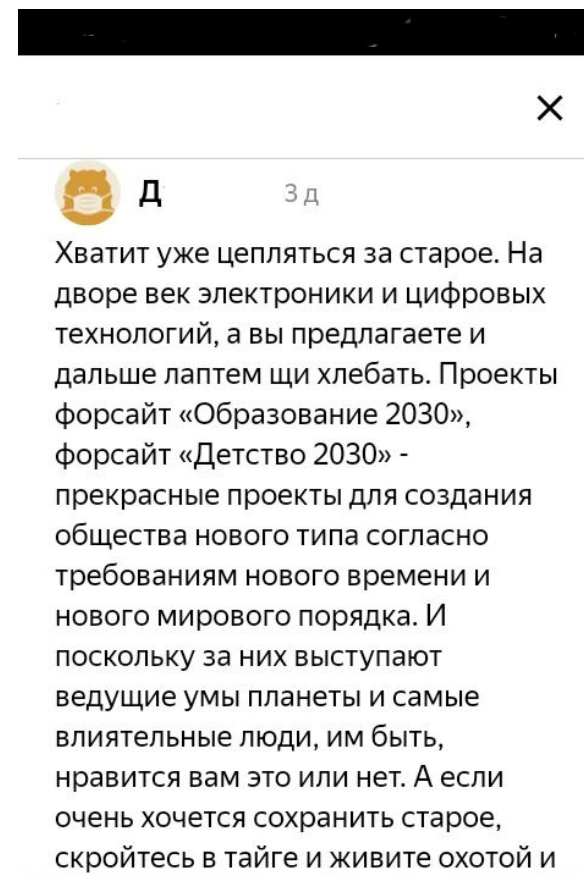 Д
3 д
Хватит уже цепляться за старое. На
дворе век электроники и цифровых
технологий, а вы предлагаете и
дальше лаптем щи хлебать. Проекты
форсайт «Образование 2030»,
форсайт «Детство 2030» -
прекрасные проекты для создания
общества нового типа согласно
требованиям нового времени и
нового мирового порядка. И
поскольку за них выступают
ведущие умы планеты и самые
влиятельные люди, им быть,
нравится вам это или нет. А если
очень хочется сохранить старое,
скройтесь в тайге и живите охотой и